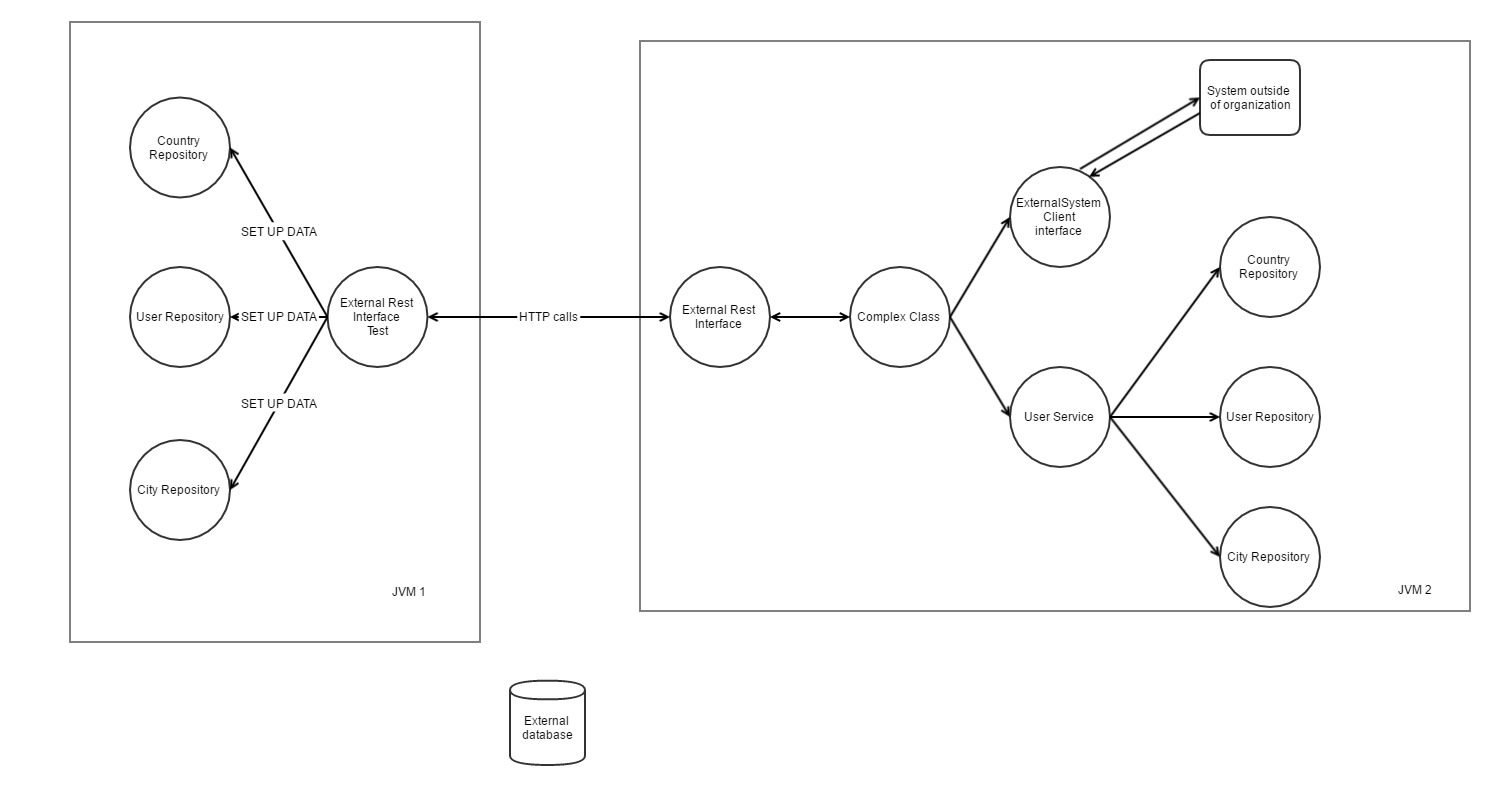 Country
Repository
SET UP DATA
User Repository
SET UP DATA
External Rest
Interface
Test
SET UP DATA
City Repository
JVM 1
HTTP calls
External Rest
Interface
Complex Class
System outside
of organization
ExternalSystem
Client
interface
Country
Repository
User Service
User Repository
City Repository
JVM 2
External
database